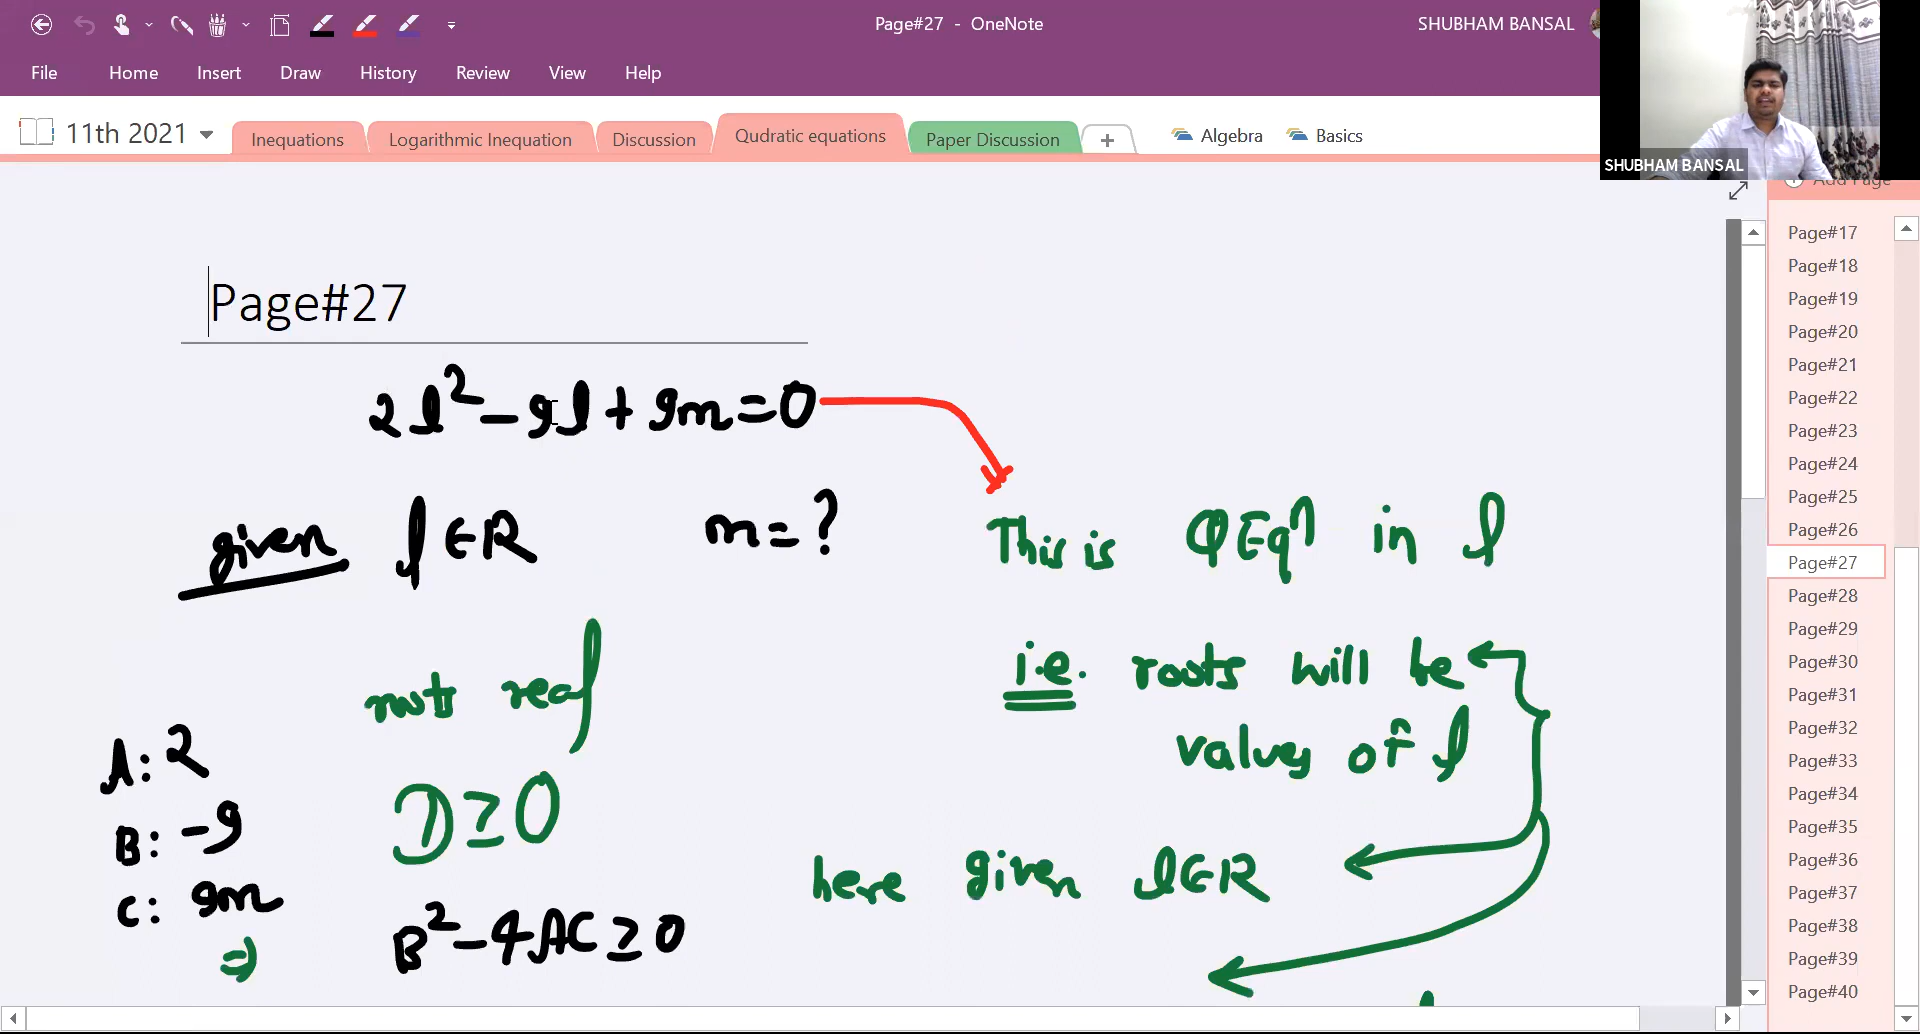 Page#27 - OneNote
SHUBHAM BANSAL
File Home Insert Draw History Review View Help
SHUBHAM BANSAL
11th 2021
Inequations
Logarithmic Inequation
Discussion
Qudratic equations
Paper Discussion
+
Algebra
Basics
Add Page
Page#27
2l² - 9l + 9m = 0
given l ∈ R m = ?
This is QEqⁿ in l
i.e. roots will be
values of l
roots real
A: 2
B: -9
C: 9m
D ≥ 0
here given l ∈ R
⇒ B² - 4AC ≥ 0
Page#17
Page#18
Page#19
Page#20
Page#21
Page#22
Page#23
Page#24
Page#25
Page#26
Page#27
Page#28
Page#29
Page#30
Page#31
Page#32
Page#33
Page#34
Page#35
Page#36
Page#37
Page#38
Page#39
Page#40